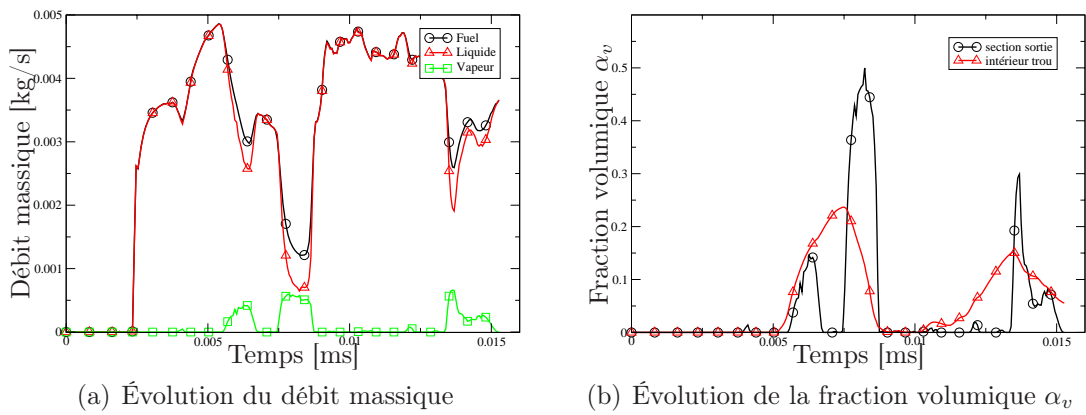 0.005
0.004
0.003
0.002
0.001
0
Débit massique [kg/s]
Fuel
Liquide
Vapeur
0
0.005
0.01
0.015
Temps [ms]
(a) Évolution du débit massique
0.6
0.5
0.4
0.3
0.2
0.1
0
Fraction volumique αv
section sortie
intérieur trou
0
0.005
0.01
0.015
Temps [ms]
(b) Évolution de la fraction volumique αv